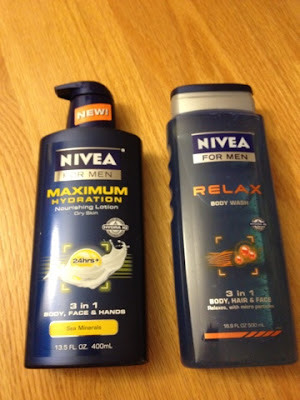 NEW!
NIVEA
FOR MEN
MAXIMUM
HYDRATION
Nourishing Lotion
Dry Skin
24hrs+
3 in 1
BODY, FACE & HANDS
Sea Minerals
13.5 FL. OZ. 400mL
NIVEA
FOR MEN
RELAX
BODY WASH
3 in 1
BODY, HAIR & FACE
16.9 FL OZ 500 mL